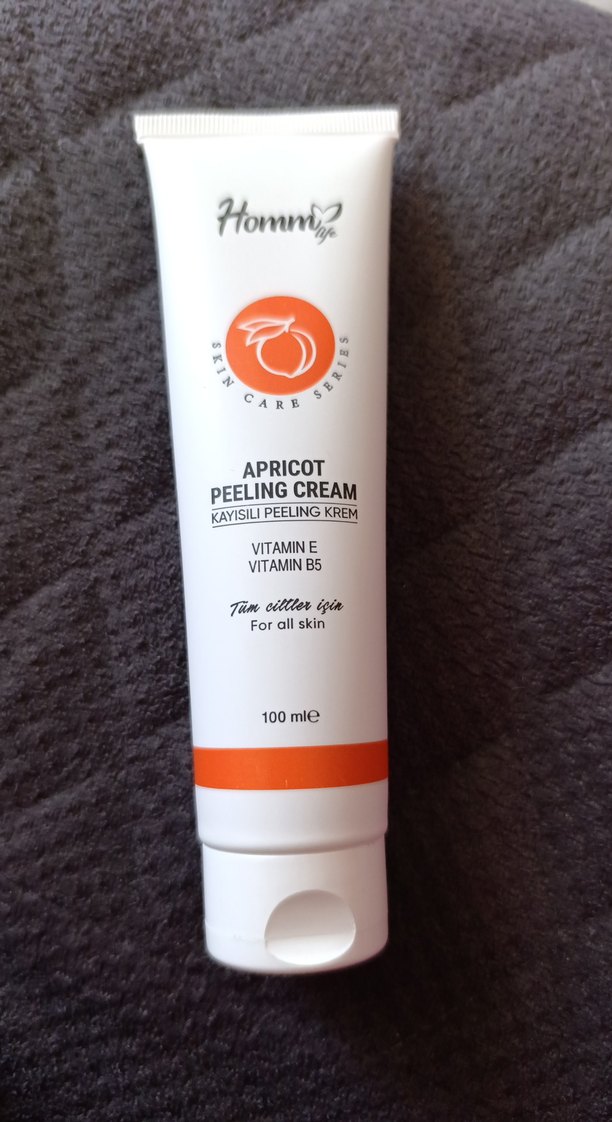 Homm life
SKIN CARE SERIES
APRICOT
PEELING CREAM
KAYISILI PEELING KREM
VITAMIN E
VITAMIN B5
Tüm ciltler için
For all skin
100 ml℮